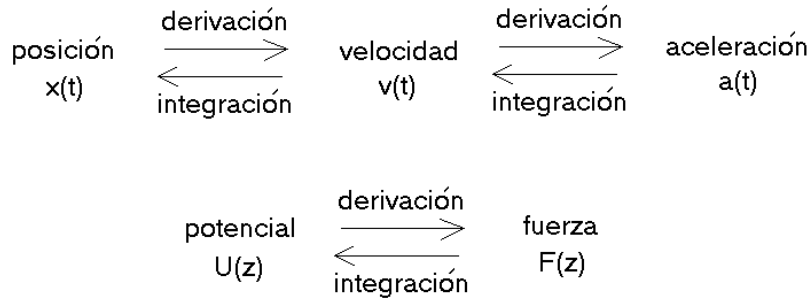 derivación derivación
posición velocidad aceleración
x(t) v(t) a(t)
integración integración
derivación
potencial fuerza
U(z) F(z)
integración